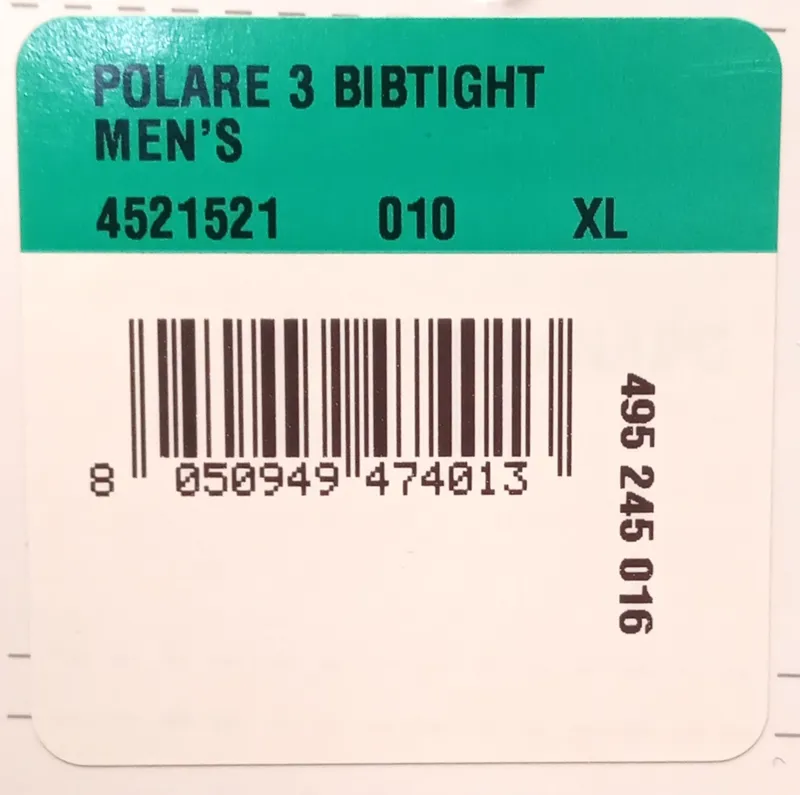 POLARE 3 BIBTIGHT
MEN'S
4521521 010 XL
8 050949 474013
495 245 016